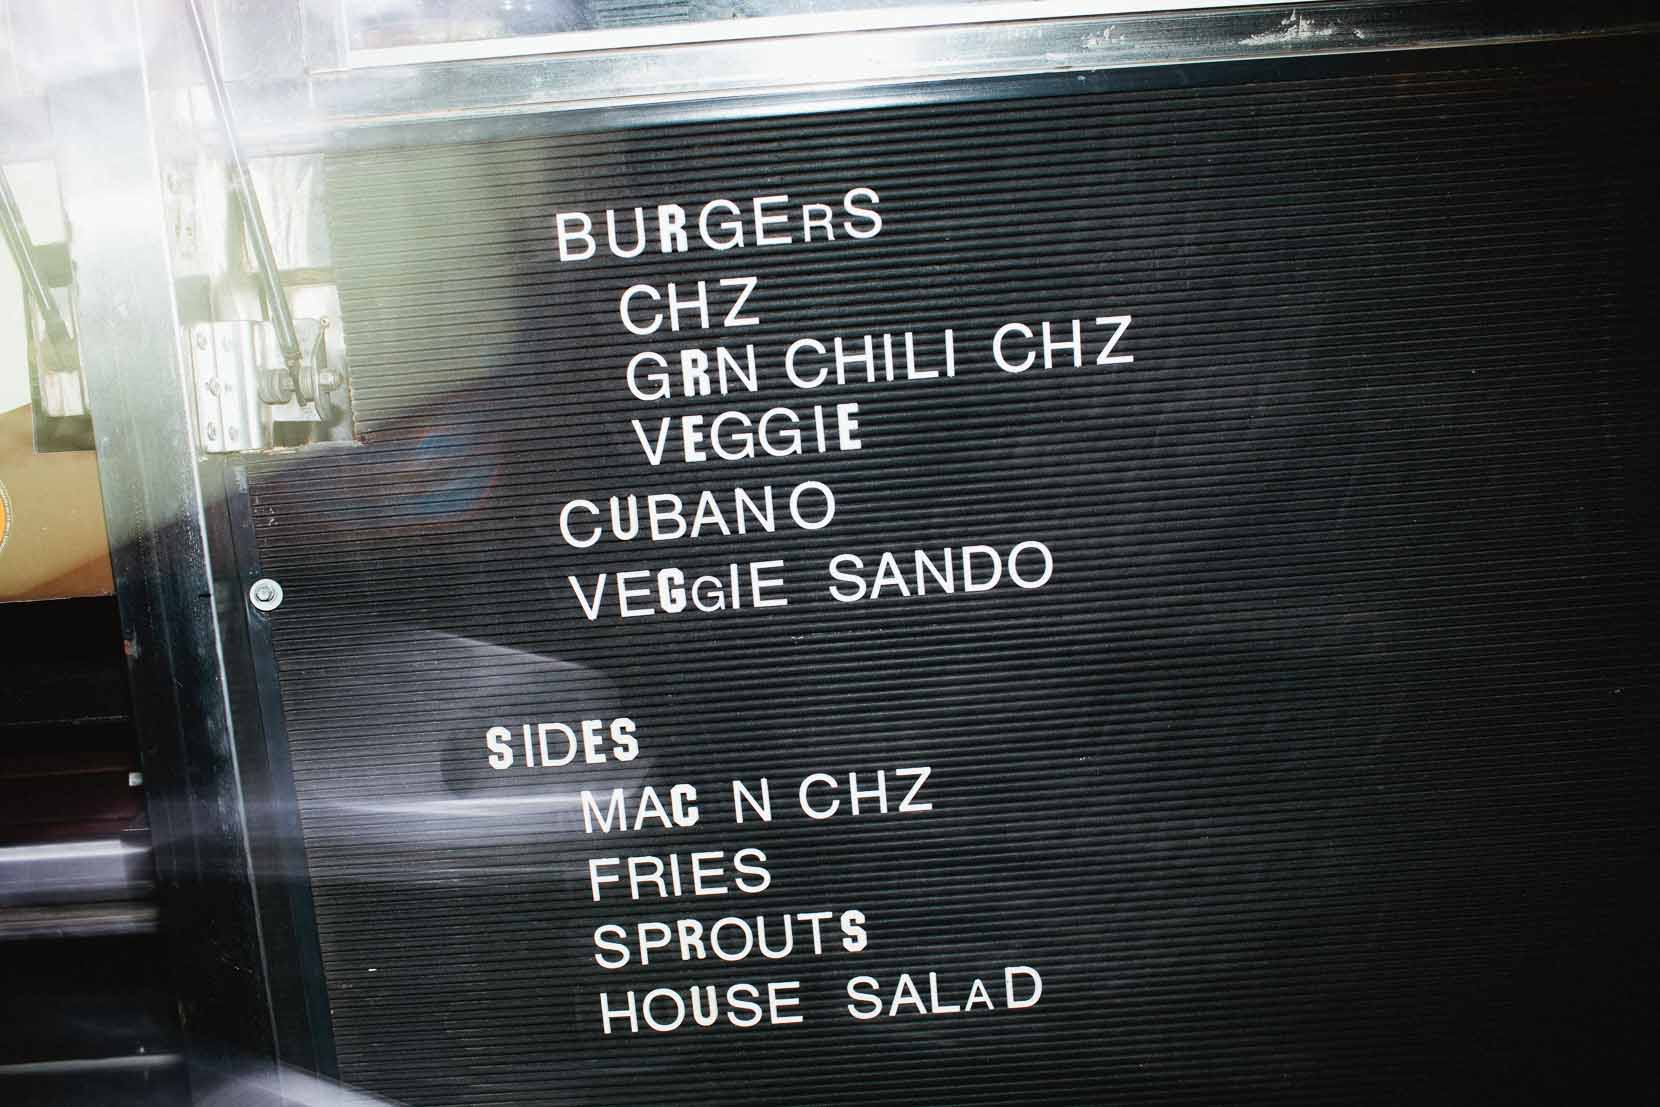 BURGERS
CHZ
GRN CHILI CHZ
VEGGIE
CUBANO
VEGGIE SANDO
SIDES
MAC N CHZ
FRIES
SPROUTS
HOUSE SALAD